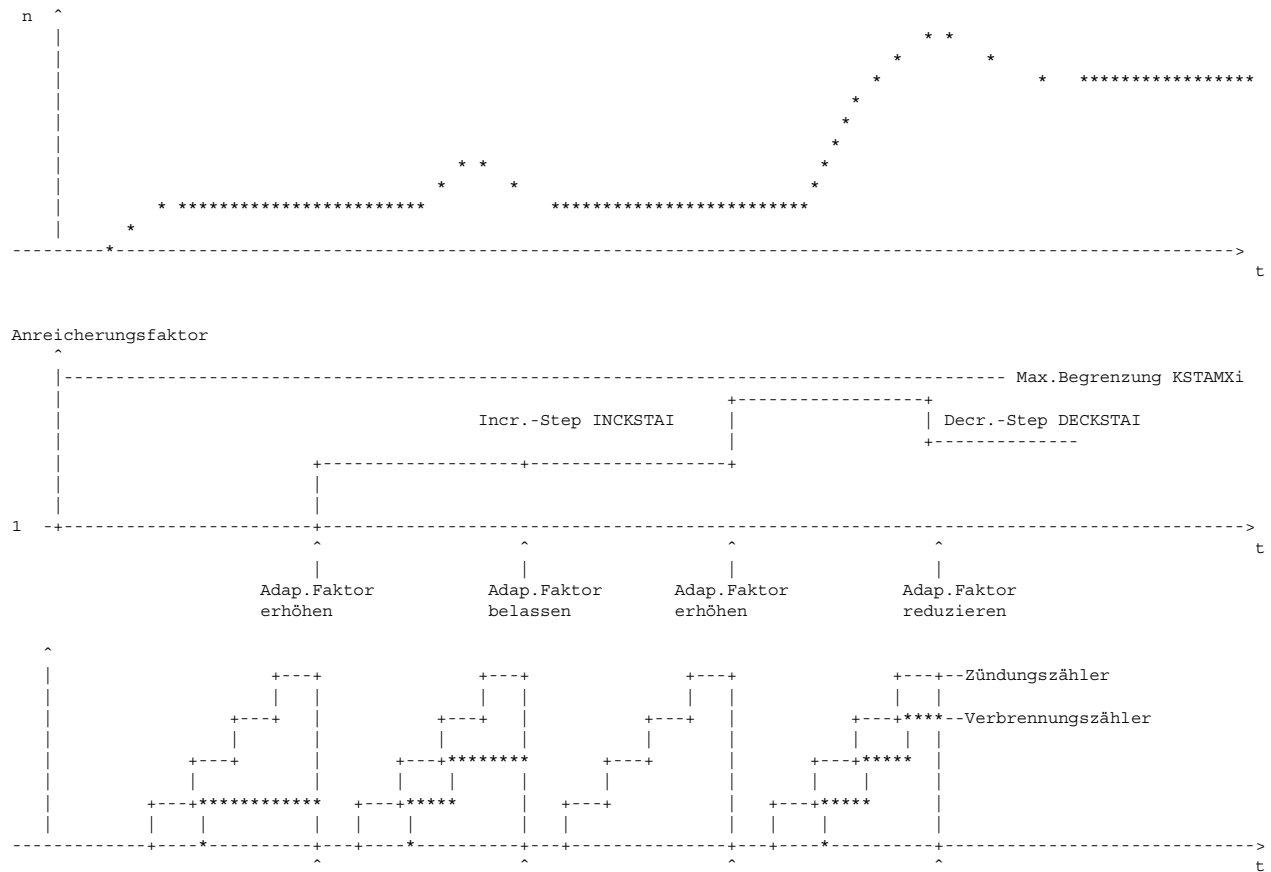 n
t
Anreicherungsfaktor
Max.Begrenzung KSTAMXi
Incr.-Step INCKSTAI
Decr.-Step DECKSTAI
1
t
Adap.Faktor Adap.Faktor Adap.Faktor Adap.Faktor
erhöhen belassen erhöhen reduzieren
Zündungszähler
Verbrennungszähler
t